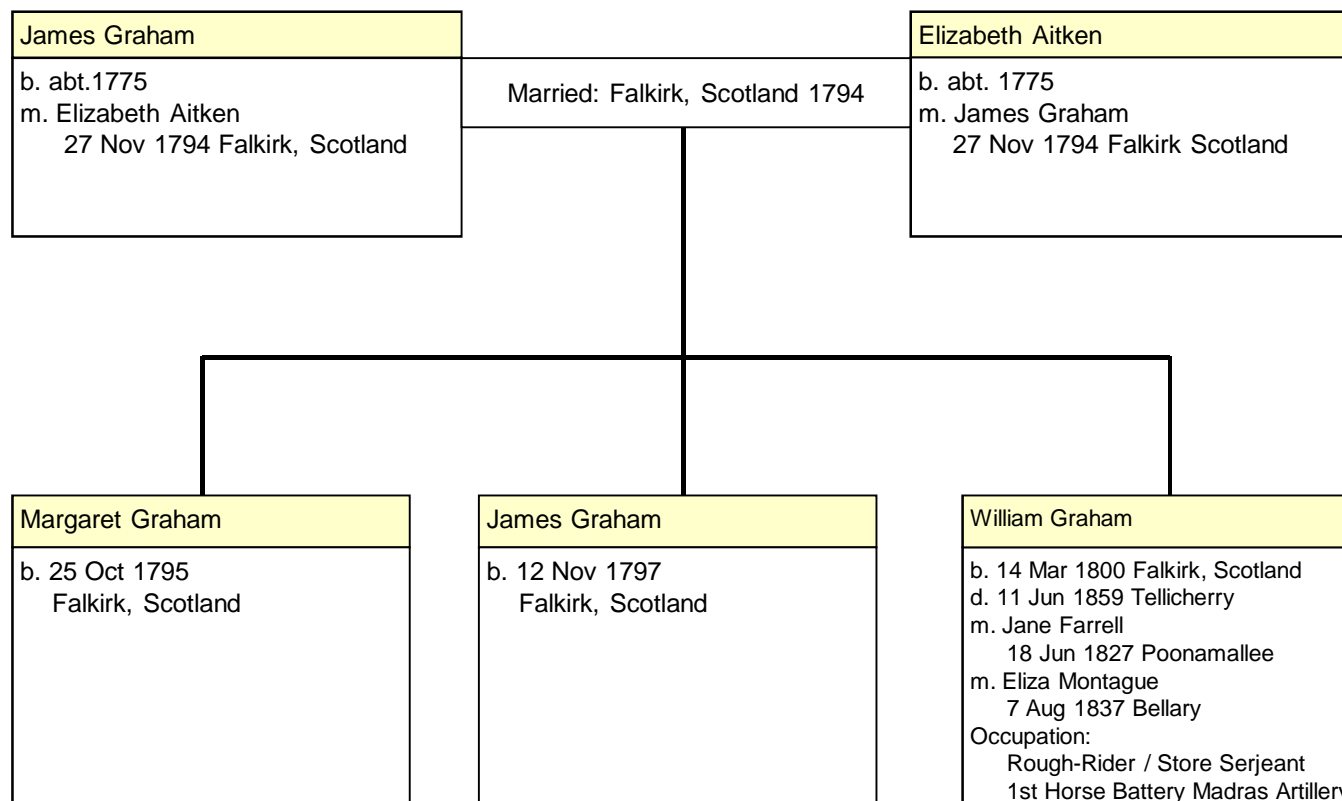 James Graham
b. abt.1775
m. Elizabeth Aitken
27 Nov 1794 Falkirk, Scotland
Married: Falkirk, Scotland 1794
Elizabeth Aitken
b. abt. 1775
m. James Graham
27 Nov 1794 Falkirk Scotland
Margaret Graham
b. 25 Oct 1795
Falkirk, Scotland
James Graham
b. 12 Nov 1797
Falkirk, Scotland
William Graham
b. 14 Mar 1800 Falkirk, Scotland
d. 11 Jun 1859 Tellicherry
m. Jane Farrell
18 Jun 1827 Poonamallee
m. Eliza Montague
7 Aug 1837 Bellary
Occupation:
Rough-Rider / Store Serjeant
1st Horse Battery Madras Artillery